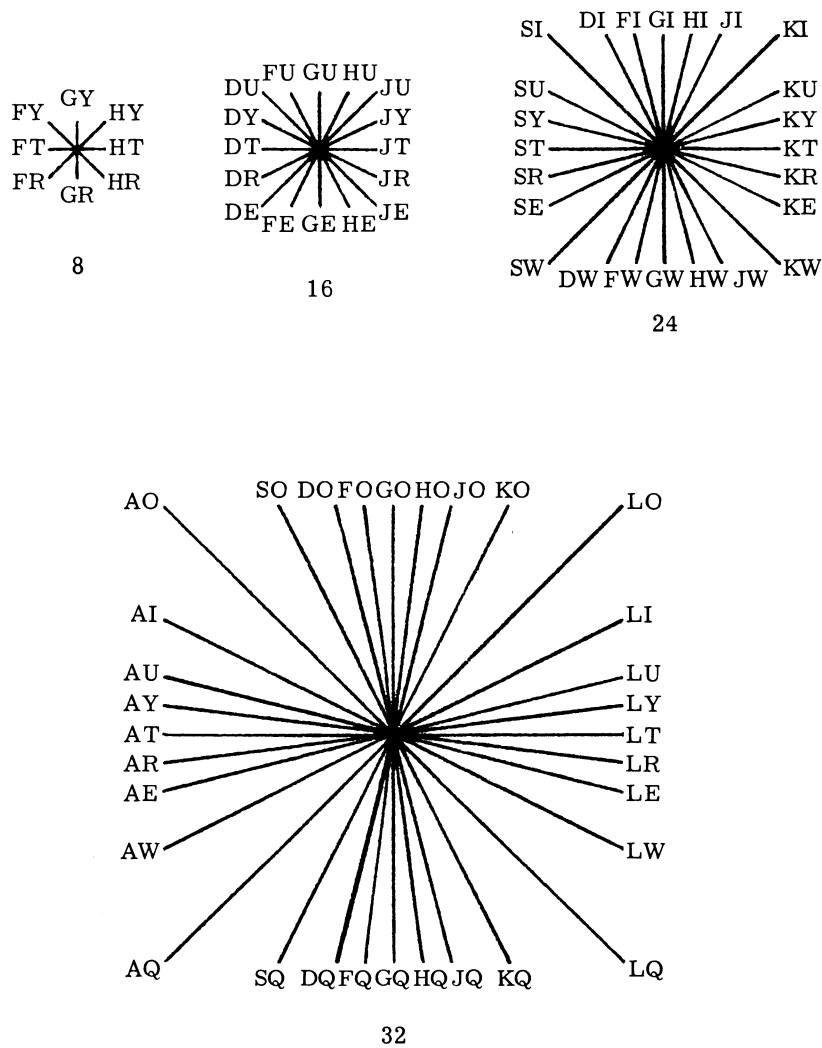 FY GY HY
FT HT
FR GR HR
8
DU FU GU HU JU
DY JY
DT JT
DR JR
DE FE GE HE JE
16
SI DI FI GI HI JI KI
SU KU
SY KY
ST KT
SR KR
SE KE
SW DW FW GW HW JW KW
24
AO SO DO FO GO HO JO KO LO
AI LI
AU LU
AY LY
AT LT
AR LR
AE LE
AW LW
AQ SQ DQ FQ GQ HQ JQ KQ LQ
32